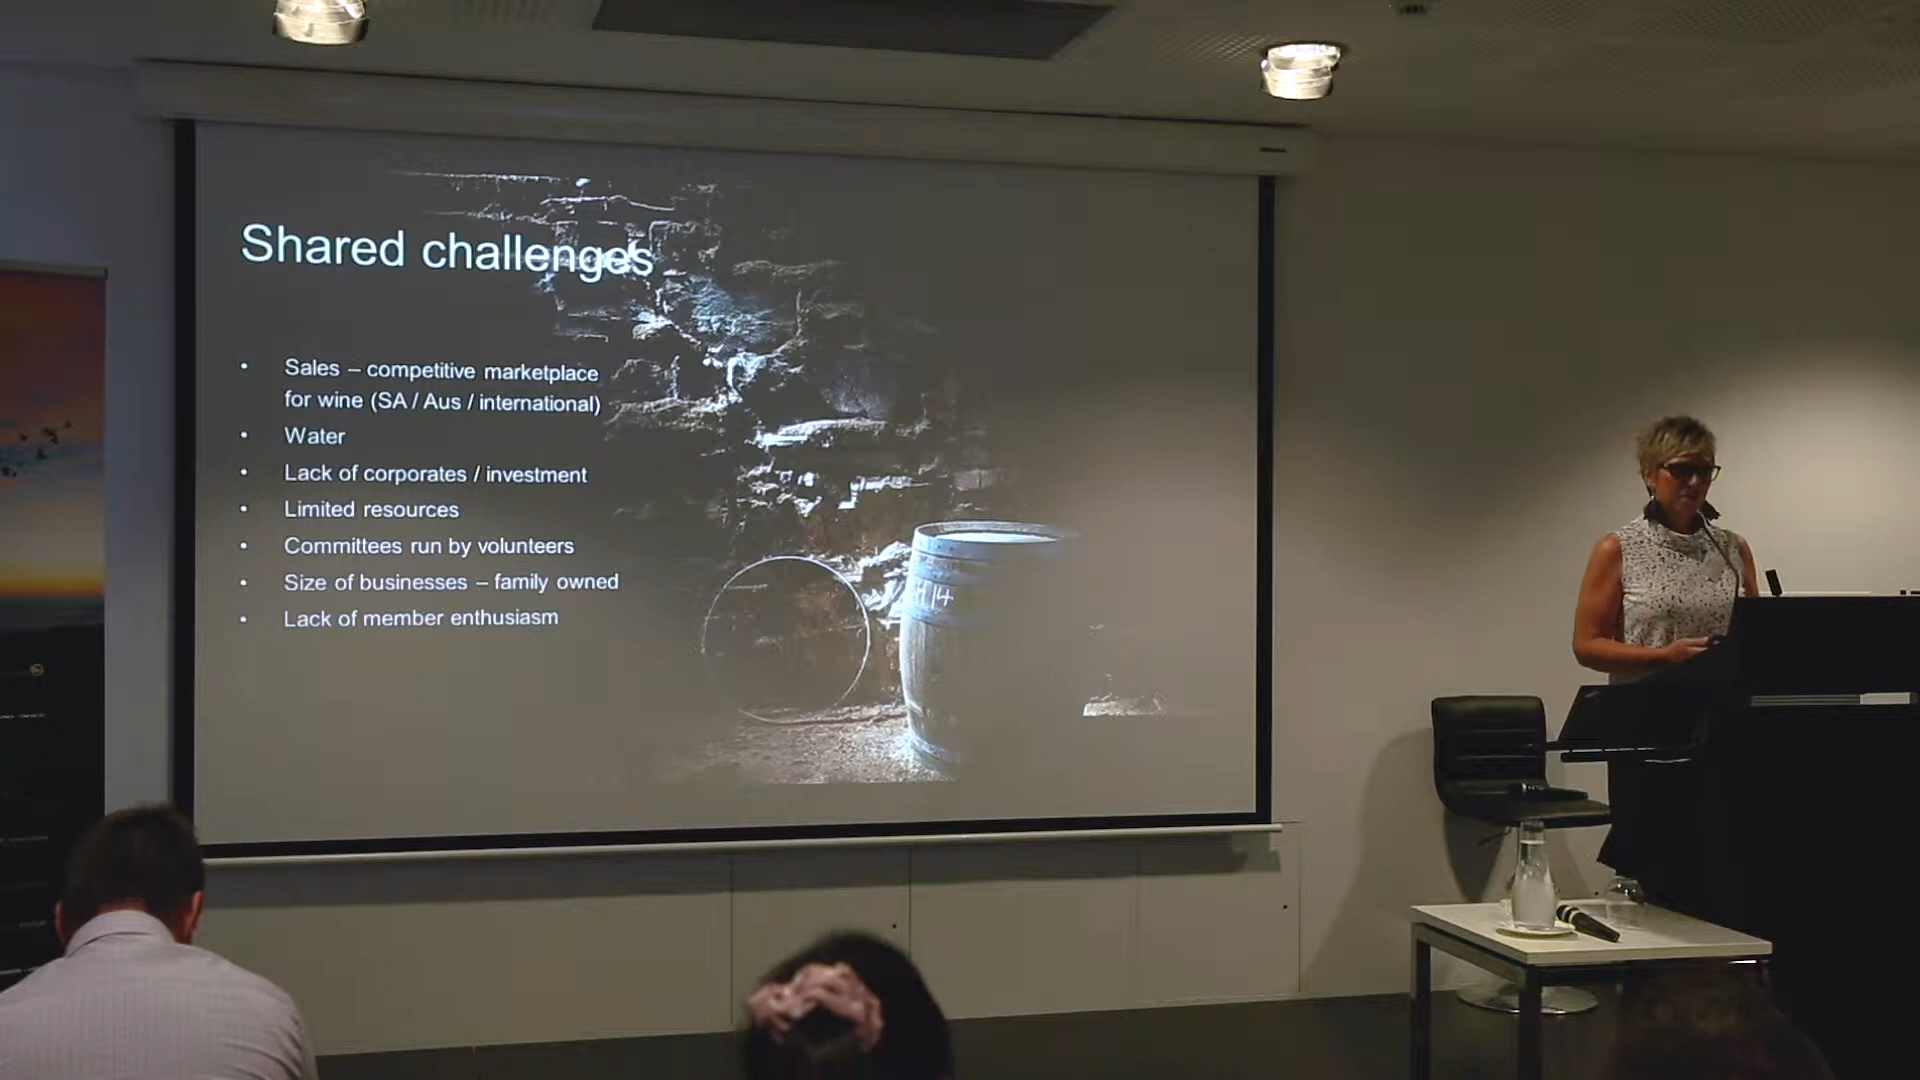 Shared challenges
• Sales – competitive marketplace
for wine (SA / Aus / international)
• Water
• Lack of corporates / investment
• Limited resources
• Committees run by volunteers
• Size of businesses – family owned
• Lack of member enthusiasm
H 14